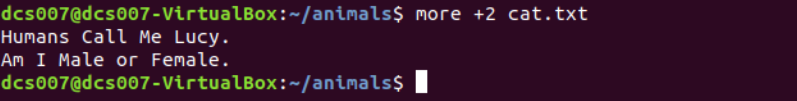 dcs007@dcs007-VirtualBox:~/animals$ more +2 cat.txt
Humans Call Me Lucy.
Am I Male or Female.
dcs007@dcs007-VirtualBox:~/animals$